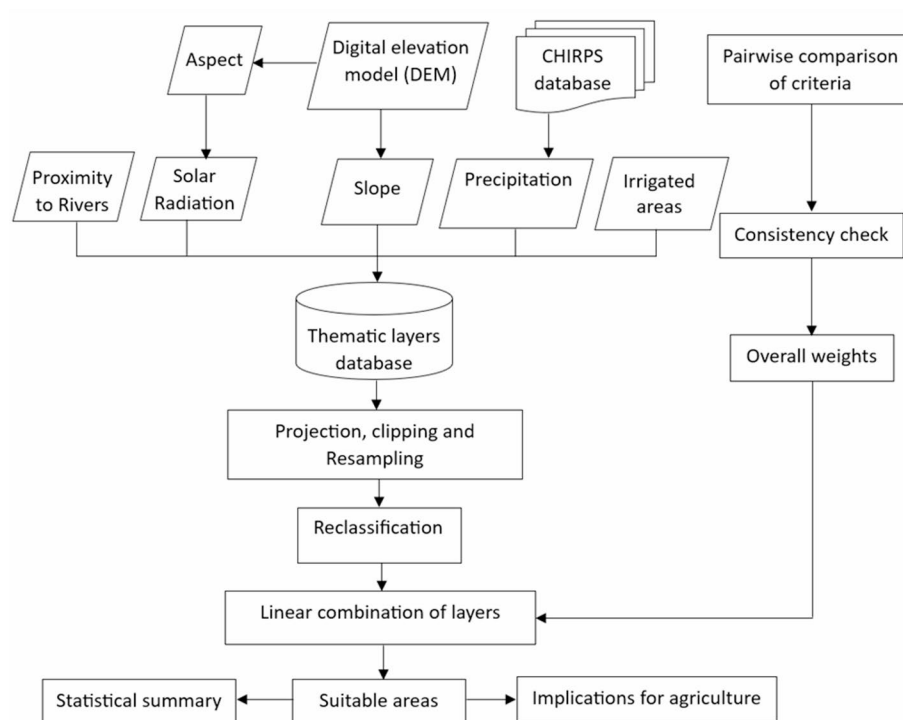 Aspect
Digital elevation
model (DEM)
CHIRPS
database
Pairwise comparison
of criteria
Proximity
to Rivers
Solar
Radiation
Slope
Precipitation
Irrigated
areas
Consistency check
Thematic layers
database
Overall weights
Projection, clipping and
Resampling
Reclassification
Linear combination of layers
Statistical summary
Suitable areas
Implications for agriculture